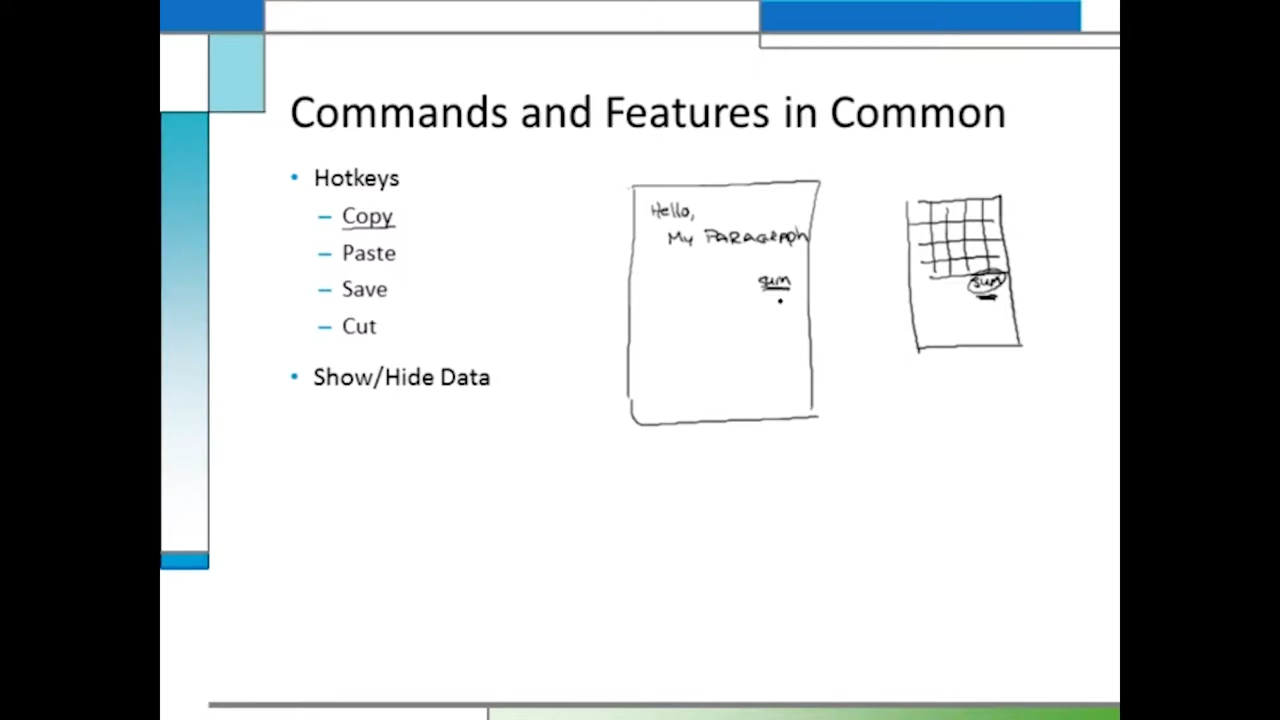 Commands and Features in Common
• Hotkeys
– Copy
– Paste
– Save
– Cut
• Show/Hide Data
Hello,
My PARAGRAPh
sum
sum